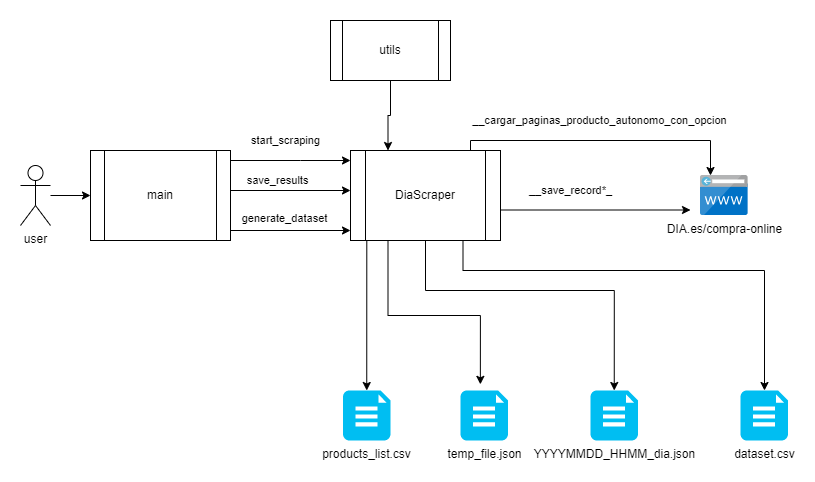 utils
__cargar_paginas_producto_autonomo_con_opcion
start_scraping
save_results
generate_dataset
main
DiaScraper
__save_record*_
WWW
user
DIA.es/compra-online
products_list.csv
temp_file.json
YYYYMMDD_HHMM_dia.json
dataset.csv